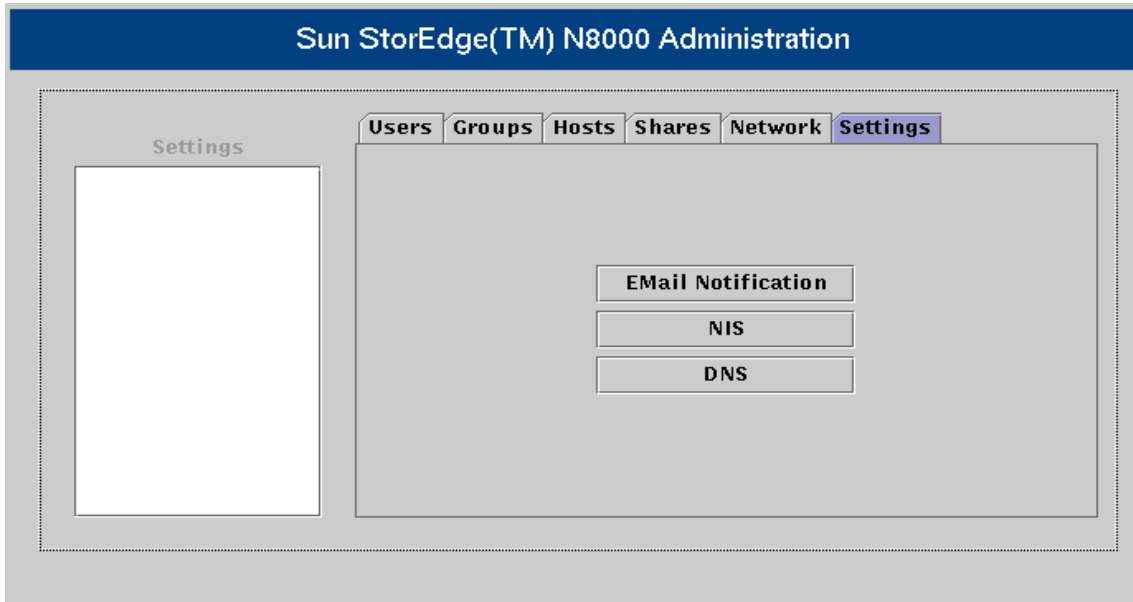 Sun StorEdge(TM) N8000 Administration
Settings
Users Groups Hosts Shares Network Settings
EMail Notification
NIS
DNS